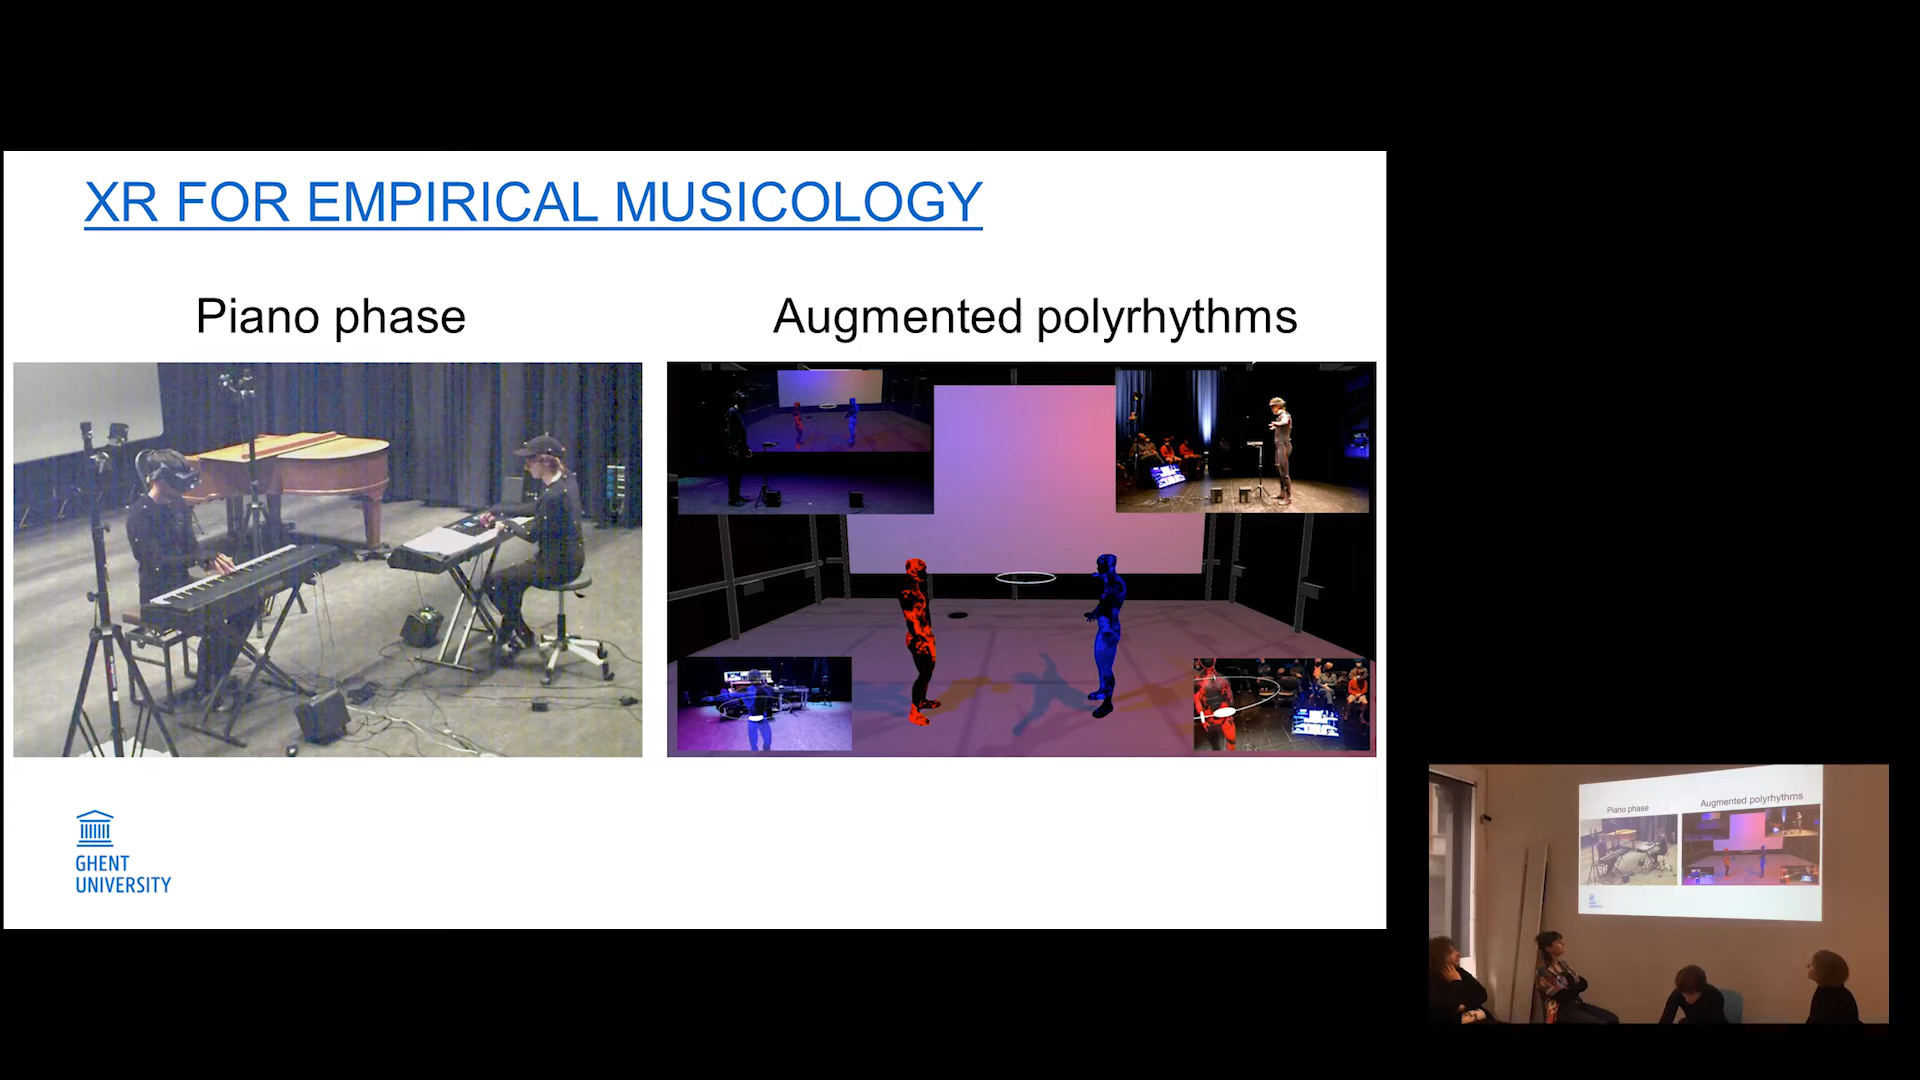 XR FOR EMPIRICAL MUSICOLOGY
Piano phase
Augmented polyrhythms
GHENT
UNIVERSITY
Piano phase
Augmented polyrhythms